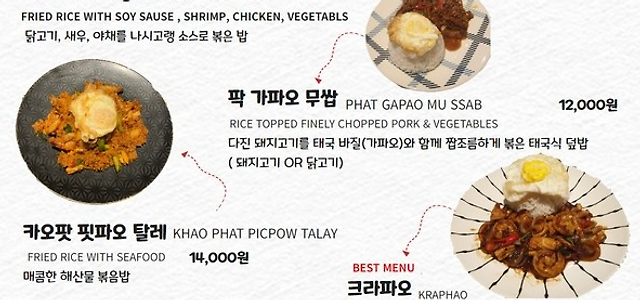 FRIED RICE WITH SOY SAUSE , SHRIMP, CHICKEN, VEGETABLS
닭고기, 새우, 야채를 나시고랭 소스로 볶은 밥
팍 가파오 무쌉 PHAT GAPAO MU SSAB 12,000원
RICE TOPPED FINELY CHOPPED PORK & VEGETABLES
다진 돼지고기를 태국 바질(가파오)와 함께 짭조름하게 볶은 태국식 덮밥
( 돼지고기 OR 닭고기)
카오팟 핏파오 탈레 KHAO PHAT PICPOW TALAY
FRIED RICE WITH SEAFOOD 14,000원
매콤한 해산물 볶음밥
BEST MENU
크라파오 KRAPHAO